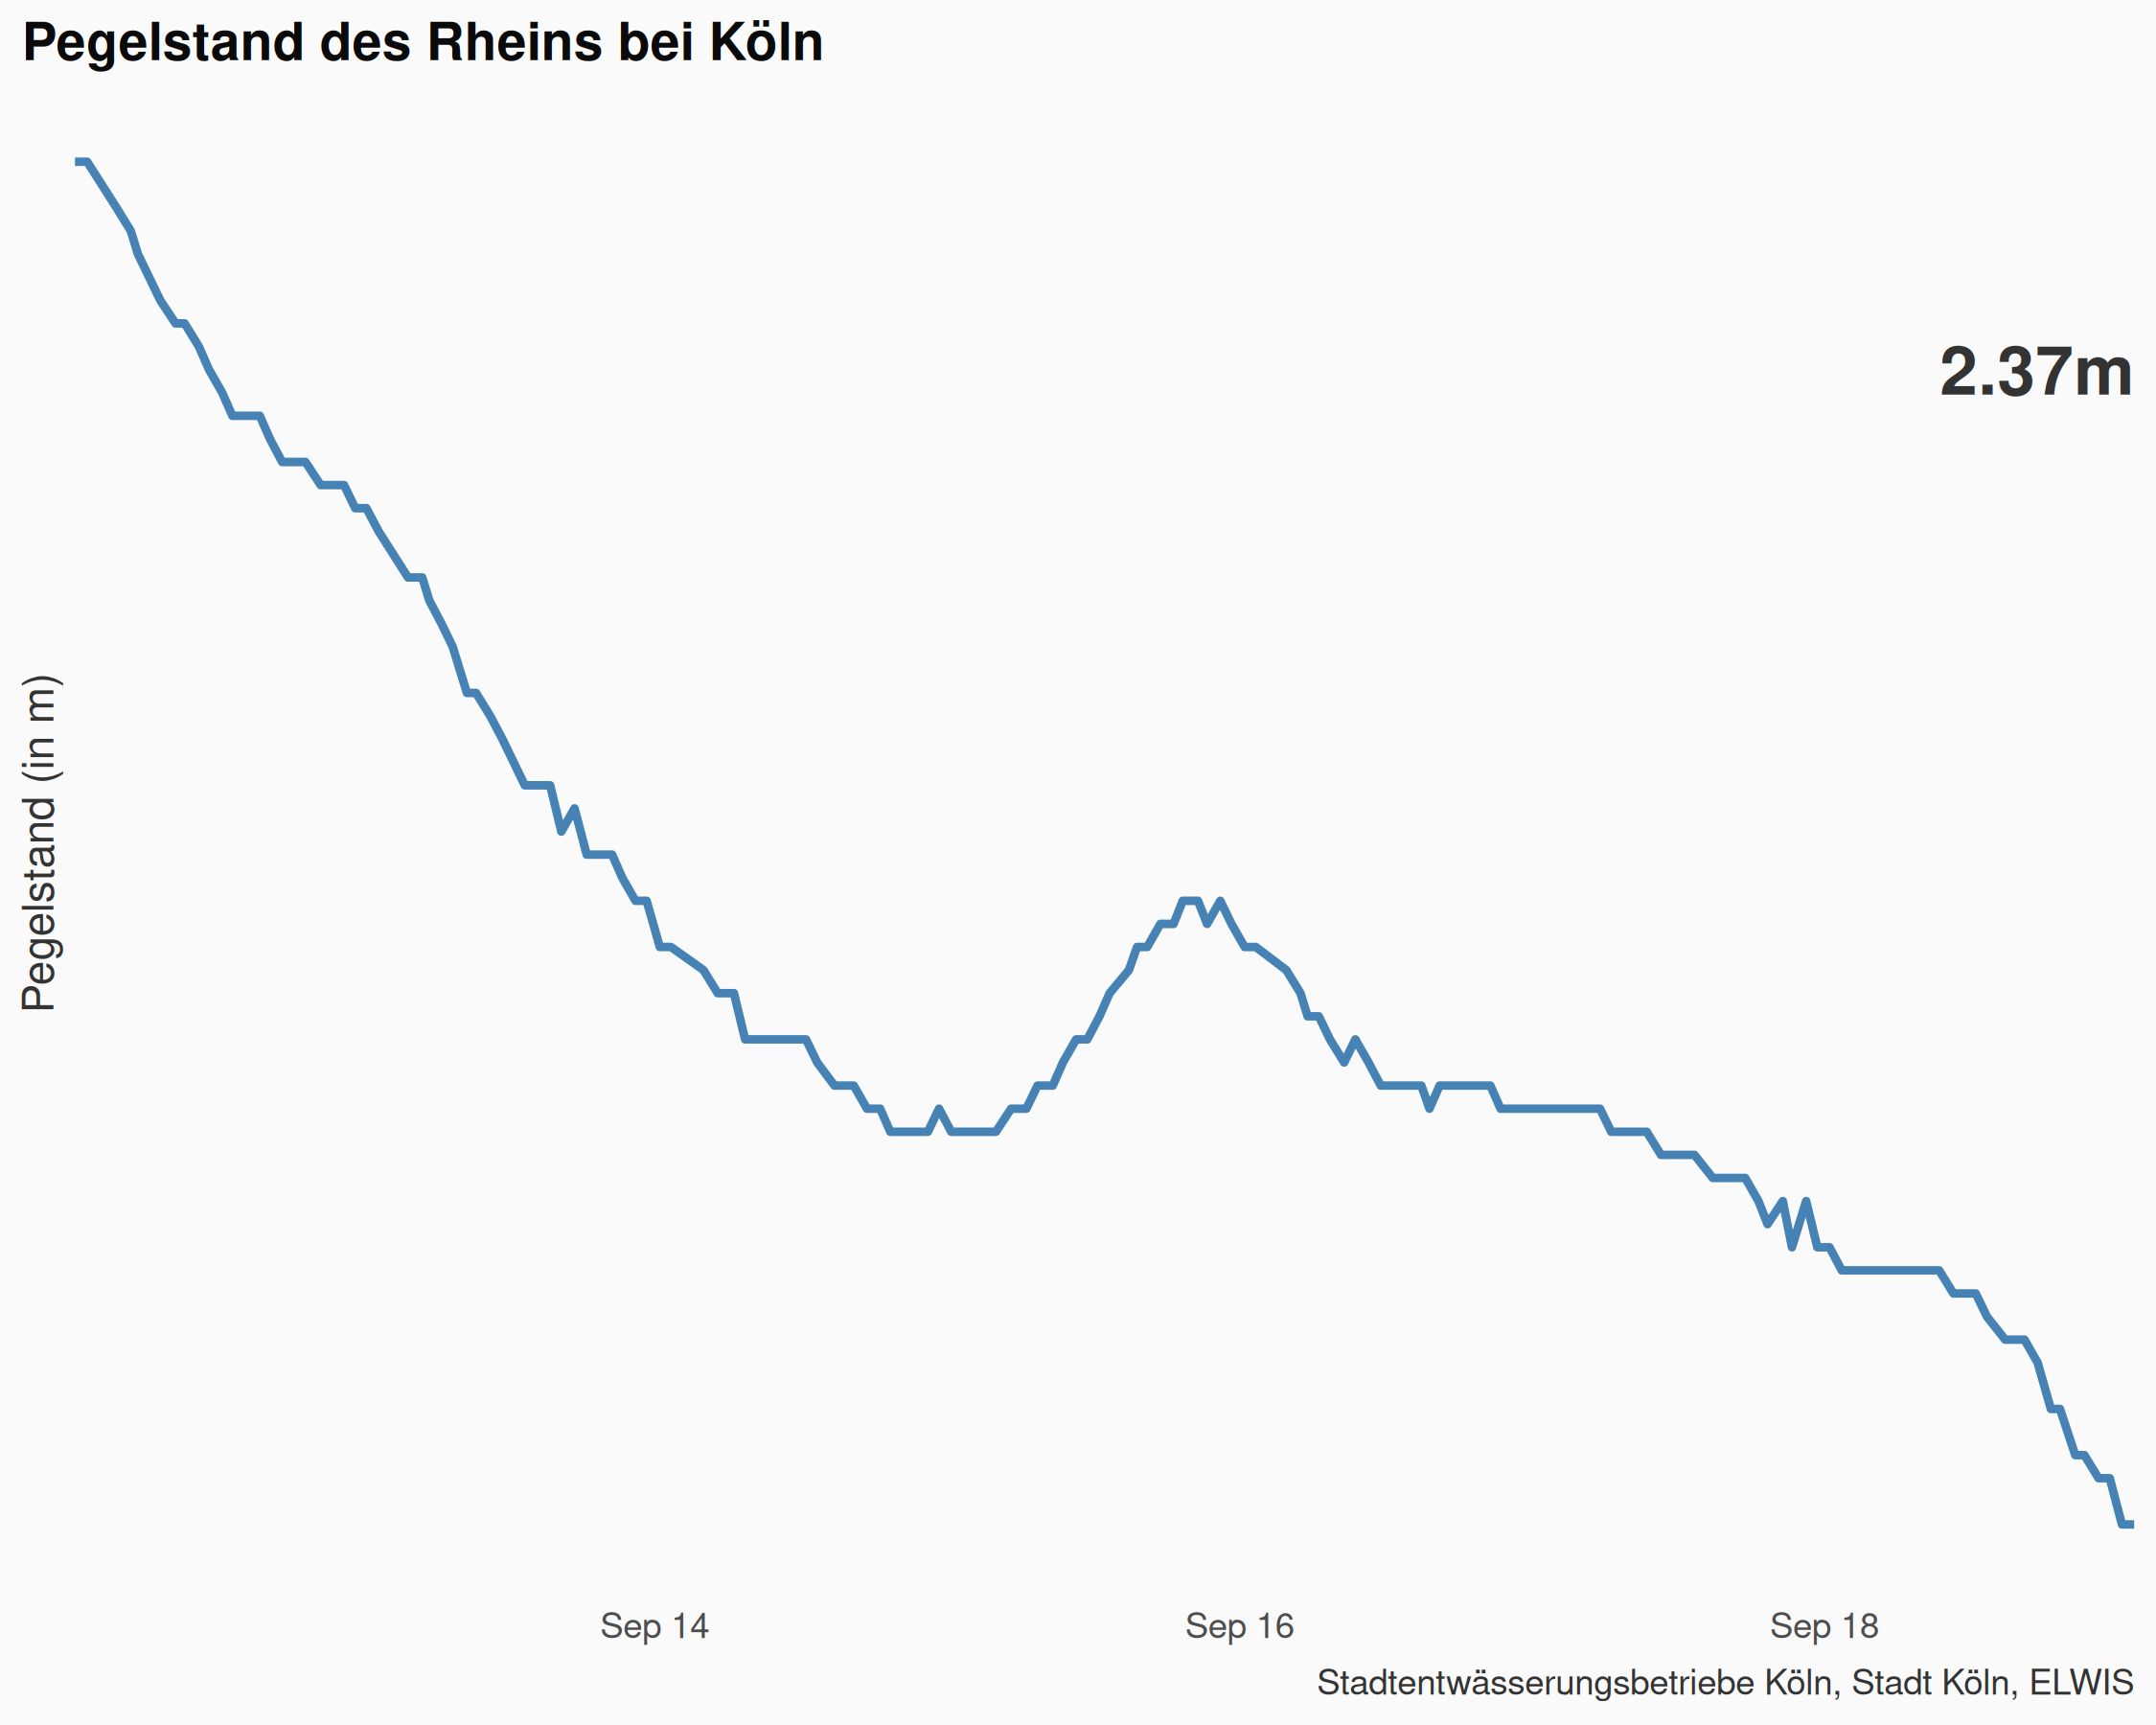 Pegelstand des Rheins bei Köln
2.37m
Pegelstand (in m)
Sep 14
Sep 16
Sep 18
Stadtentwässerungsbetriebe Köln, Stadt Köln, ELWIS